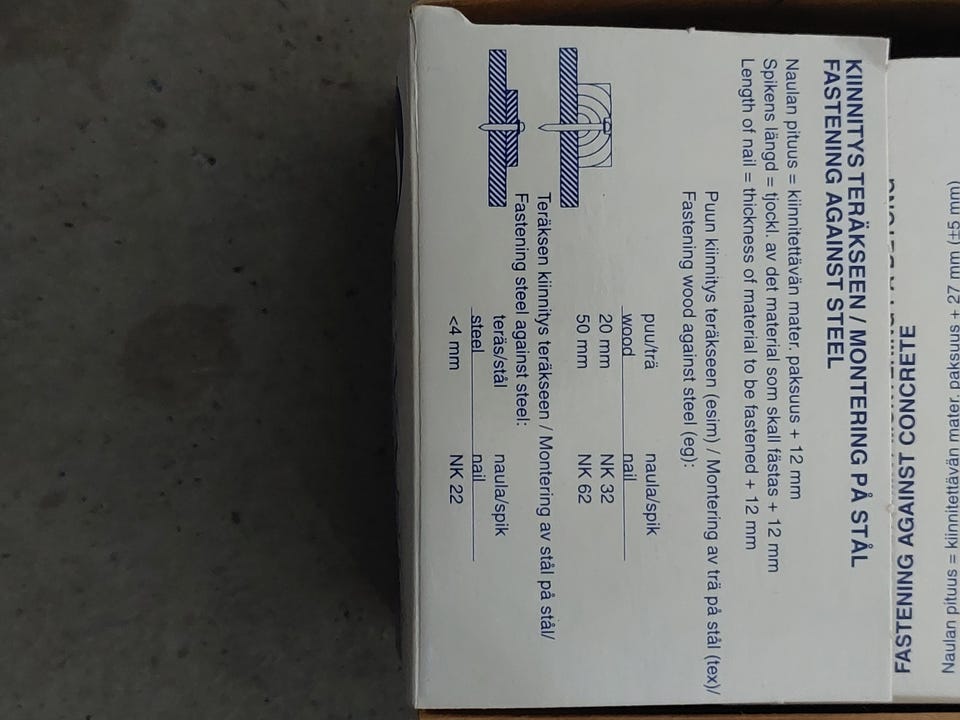 KIINNITYS TERÄKSEEN / MONTERING PÅ STÅL
FASTENING AGAINST STEEL
Naulan pituus = kiinnitettävän mater. paksuus + 12 mm
Spikens längd = tjockl. av det material som skall fästas + 12 mm
Length of nail = thickness of material to be fastened + 12 mm
Puun kiinnitys teräkseen (esim) / Montering av trä på stål (tex)/
Fastening wood against steel (eg):
puu/trä naula/spik
wood nail
20 mm NK 32
50 mm NK 62
Teräksen kiinnitys teräkseen / Montering av stål på stål/
Fastening steel against steel:
teräs/stål naula/spik
steel nail
<4 mm NK 22
FASTENING AGAINST CONCRETE
Naulan pituus = kiinnitettävän mater. paksuus + 27 mm (±5 mm)